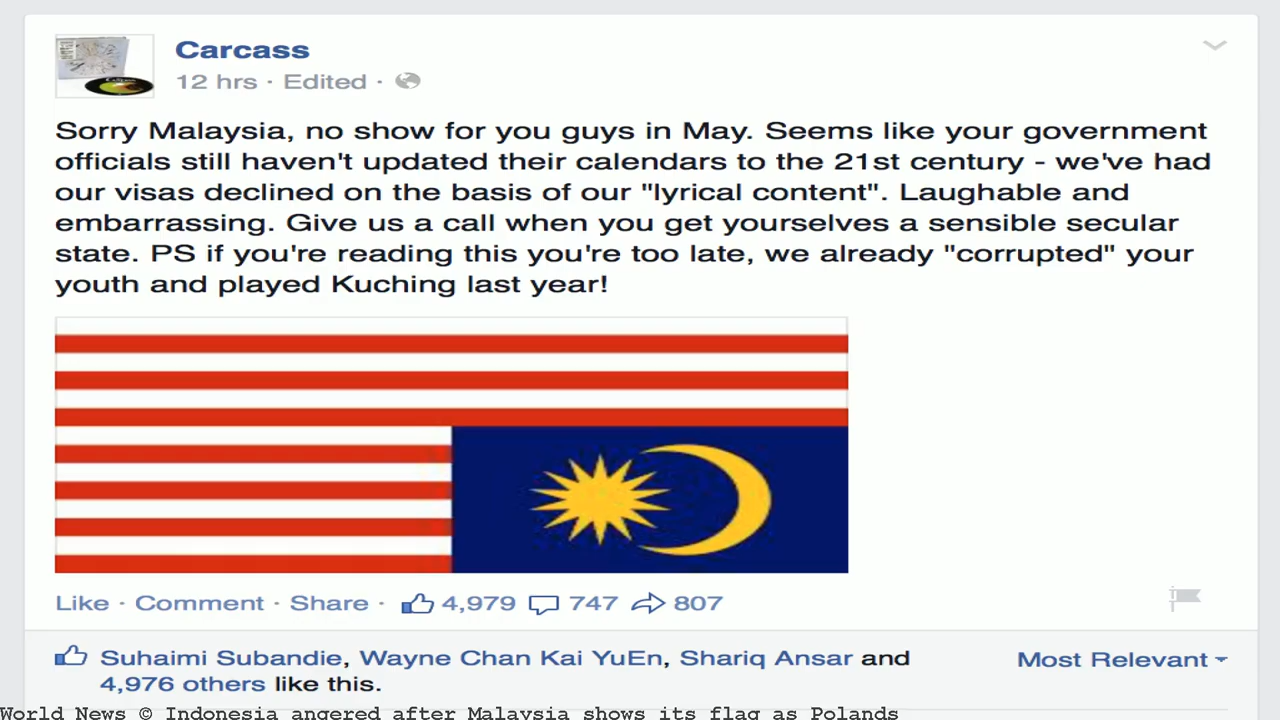 Carcass
12 hrs · Edited ·
Sorry Malaysia, no show for you guys in May. Seems like your government
officials still haven't updated their calendars to the 21st century - we've had
our visas declined on the basis of our "lyrical content". Laughable and
embarrassing. Give us a call when you get yourselves a sensible secular
state. PS if you're reading this you're too late, we already "corrupted" your
youth and played Kuching last year!
Like · Comment · Share · 4,979 747 807
Suhaimi Subandie, Wayne Chan Kai YuEn, Shariq Ansar and
4,976 others like this.
Most Relevant
World News © Indonesia angered after Malaysia shows its flag as Polands